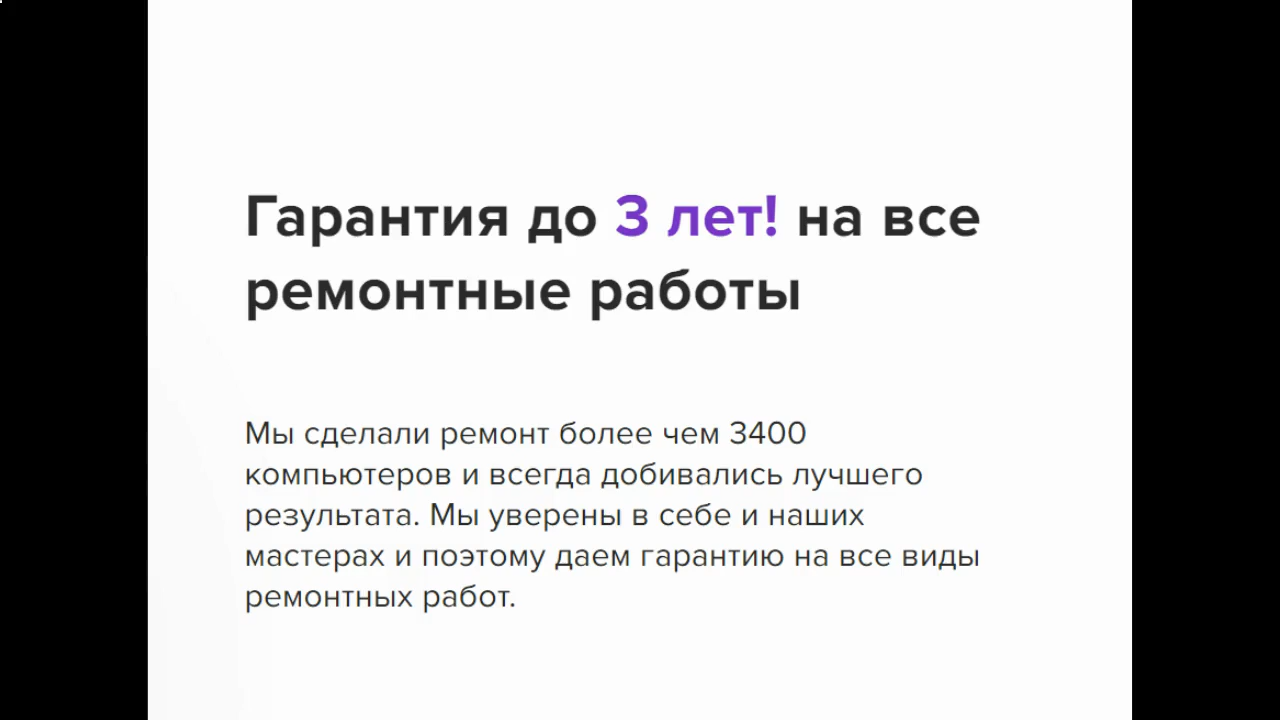 Гарантия до 3 лет! на все
ремонтные работы
Мы сделали ремонт более чем 3400
компьютеров и всегда добивались лучшего
результата. Мы уверены в себе и наших
мастерах и поэтому даем гарантию на все виды
ремонтных работ.